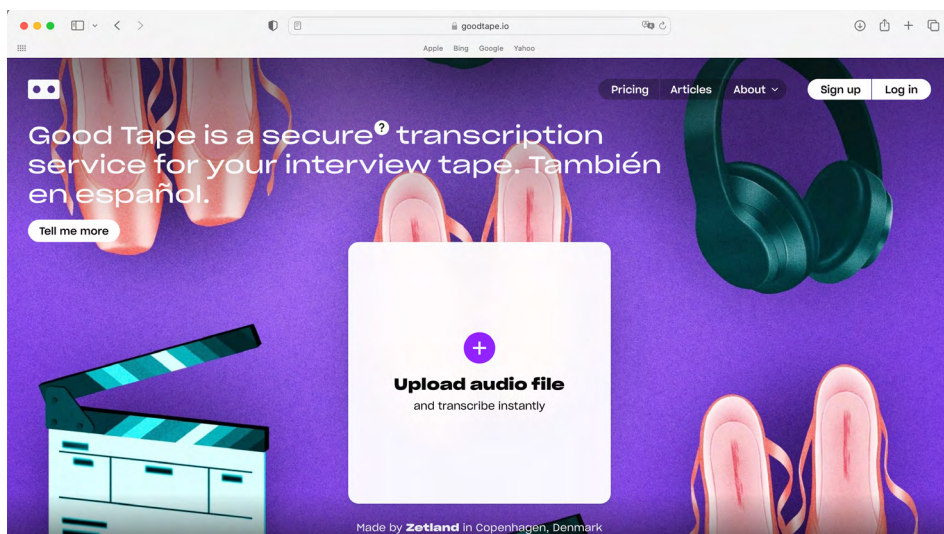 goodtape.io
Apple Bing Google Yahoo
Pricing Articles About Sign up Log in
Good Tape is a secure? transcription
service for your interview tape. También
en español.
Tell me more
Upload audio file
and transcribe instantly
Made by Zetland in Copenhagen, Denmark